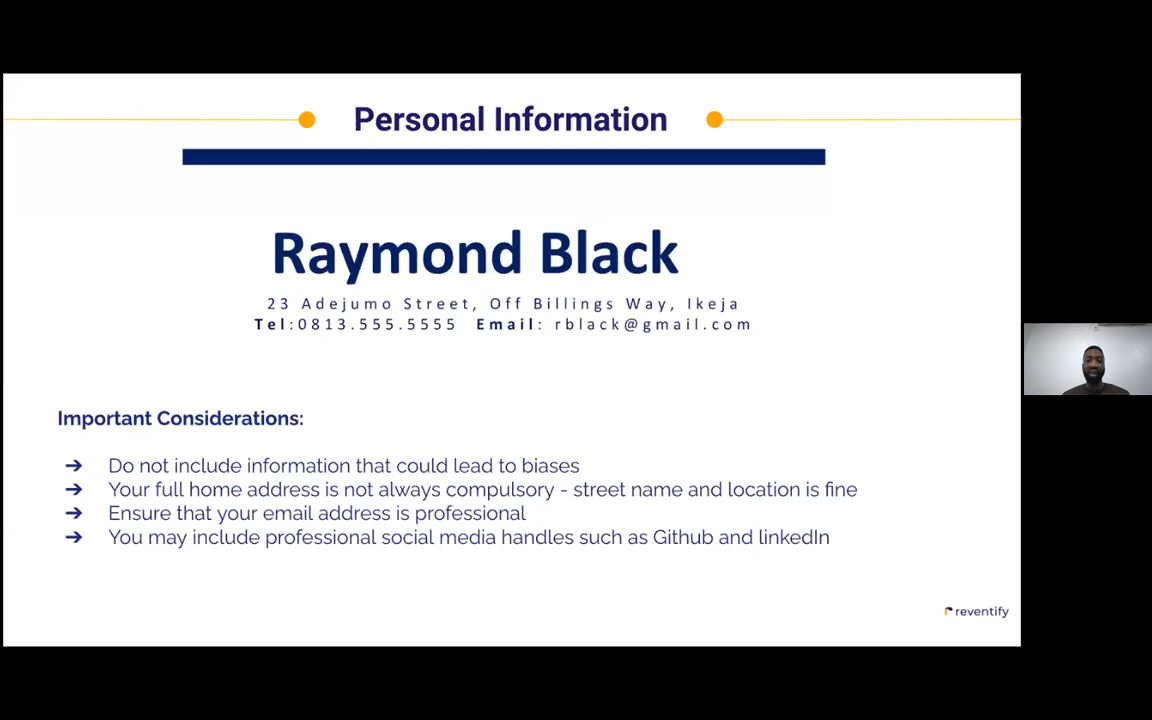 Personal Information
Raymond Black
23 Adejumo Street, Off Billings Way, Ikeja
Tel:0813.555.5555 Email: rblack@gmail.com
Important Considerations:
➔ Do not include information that could lead to biases
➔ Your full home address is not always compulsory - street name and location is fine
➔ Ensure that your email address is professional
➔ You may include professional social media handles such as Github and linkedIn
reventify